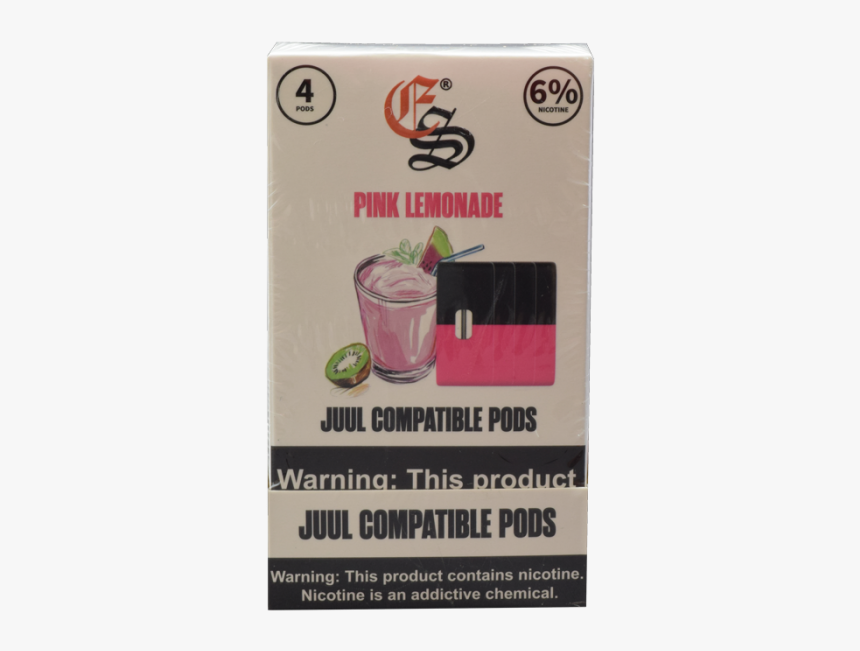 4
PODS
ES®
6%
NICOTINE
PINK LEMONADE
JUUL COMPATIBLE PODS
Warning: This product
JUUL COMPATIBLE PODS
Warning: This product contains nicotine.
Nicotine is an addictive chemical.